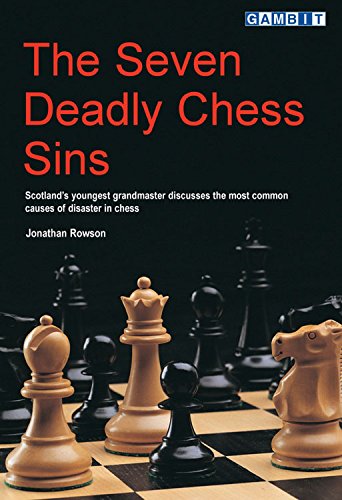 GAMBIT
The Seven
Deadly Chess
Sins
Scotland's youngest grandmaster discusses the most common
causes of disaster in chess
Jonathan Rowson